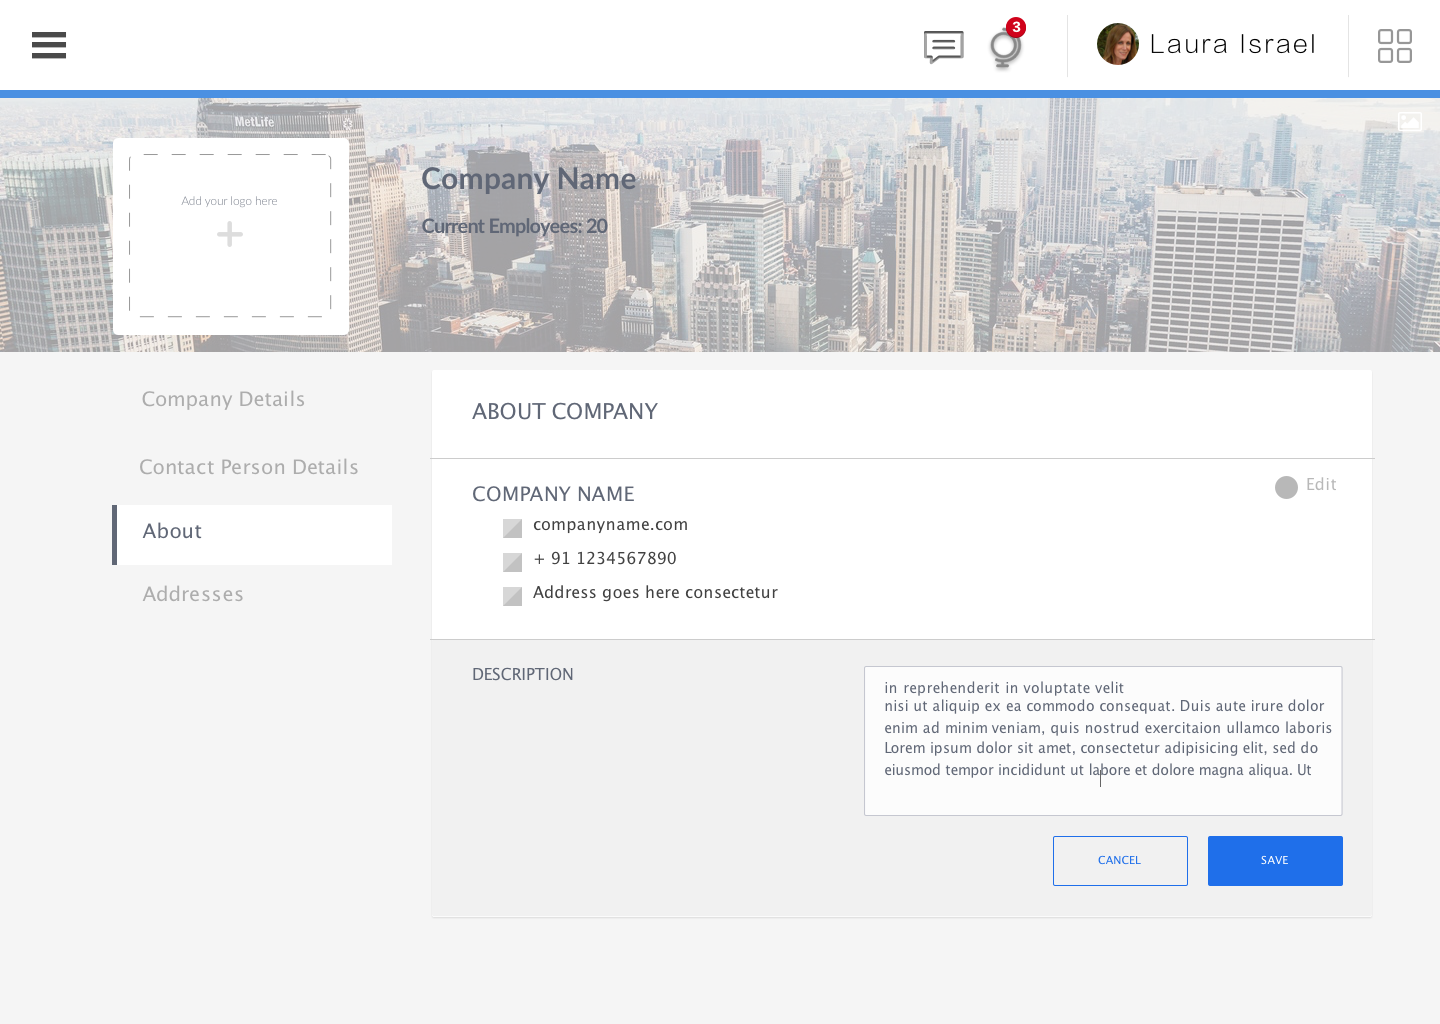 3
Laura Israel
MetLife
Add your logo here
Company Name
Current Employees: 20
Company Details
Contact Person Details
About
Addresses
ABOUT COMPANY
COMPANY NAME
Edit
companyname.com
+ 91 1234567890
Address goes here consectetur
DESCRIPTION
in reprehenderit in voluptate velit
nisi ut aliquip ex ea commodo consequat. Duis aute irure dolor
enim ad minim veniam, quis nostrud exercitaion ullamco laboris
Lorem ipsum dolor sit amet, consectetur adipisicing elit, sed do
eiusmod tempor incididunt ut labore et dolore magna aliqua. Ut
CANCEL
SAVE